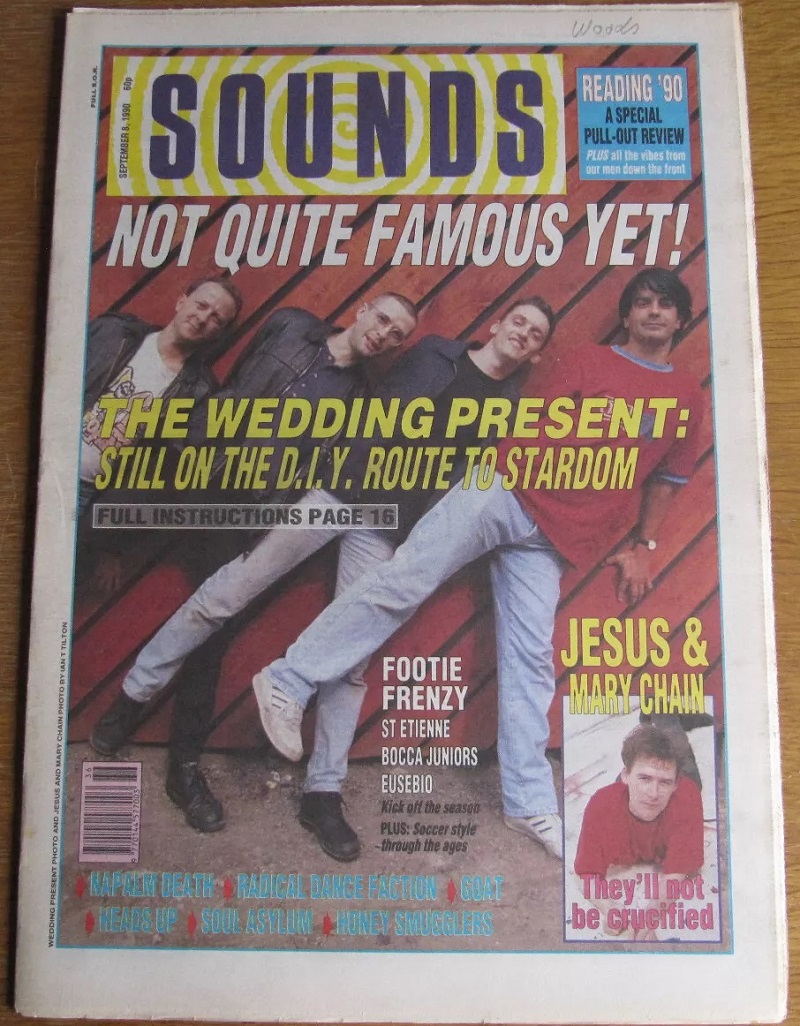 Woods
FULL S.O.R.
SEPTEMBER 8, 1990 60p
SOUNDS
READING '90
A SPECIAL
PULL-OUT REVIEW
PLUS all the vibes from
our men down the front
NOT QUITE FAMOUS YET!
THE WEDDING PRESENT:
STILL ON THE D.I.Y. ROUTE TO STARDOM
FULL INSTRUCTIONS PAGE 16
JESUS &
MARY CHAIN
FOOTIE
FRENZY
ST ETIENNE
BOCCA JUNIORS
EUSEBIO
Kick off the season
PLUS: Soccer style
through the ages
They'll not
be crucified
36
NAPALM DEATH RADICAL DANCE FACTION GOAT
HEADS UP SOUL ASYLUM HONEY SMUGGLERS
WEDDING PRESENT PHOTO AND JESUS AND MARY CHAIN PHOTO BY IAN T TILTON